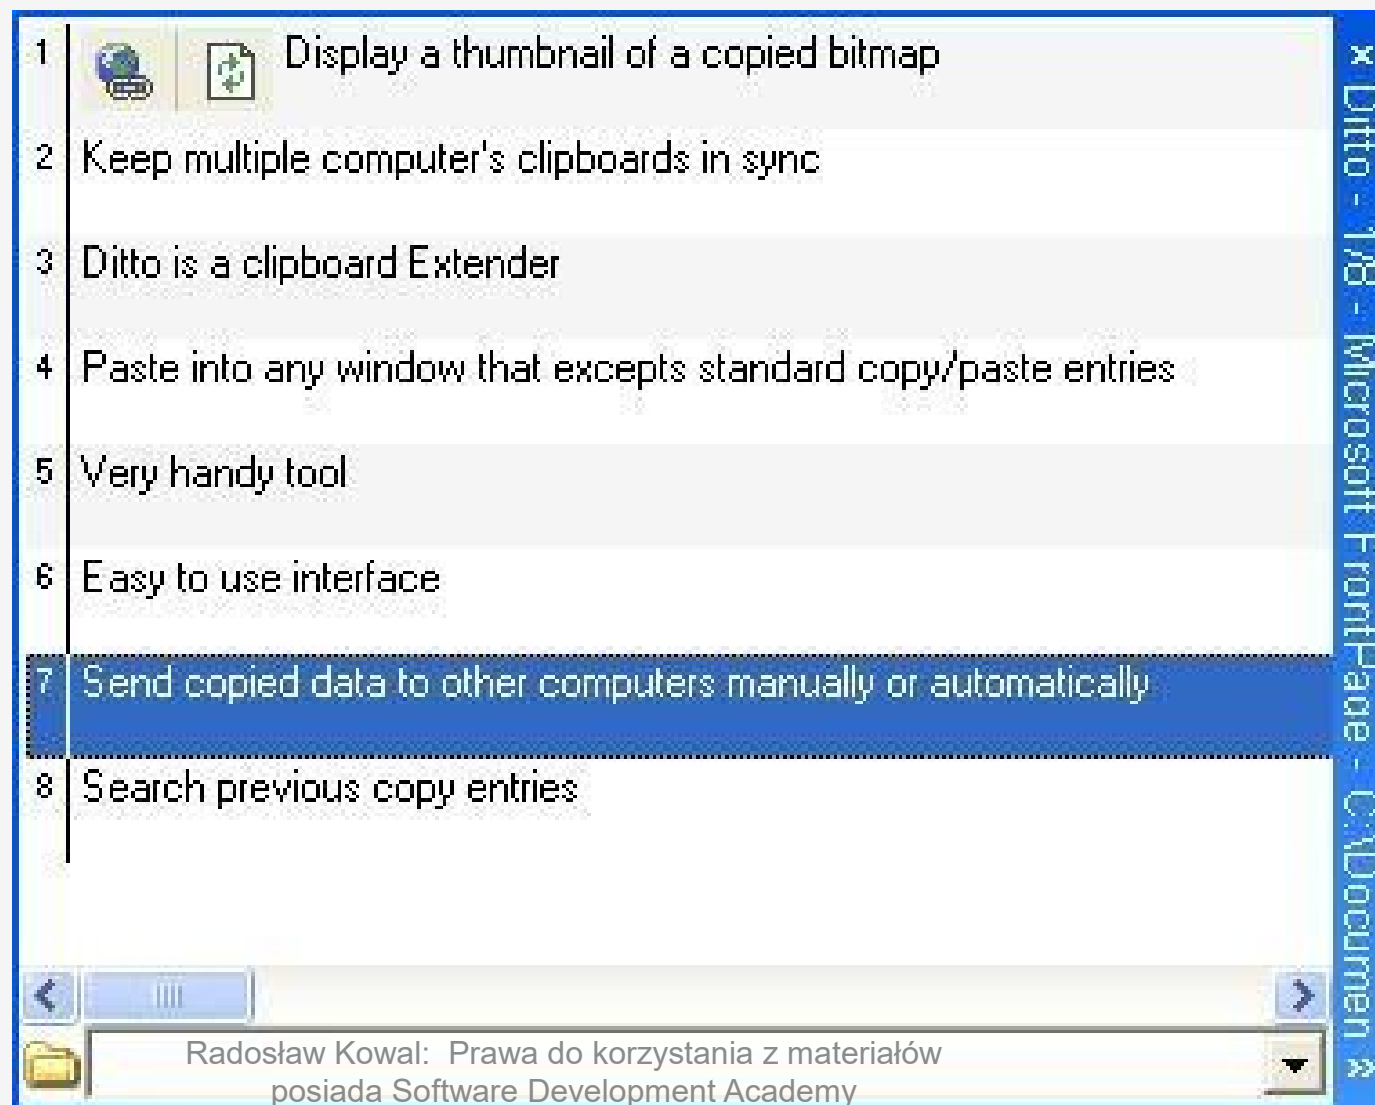 1 Display a thumbnail of a copied bitmap
2 Keep multiple computer's clipboards in sync
3 Ditto is a clipboard Extender
4 Paste into any window that excepts standard copy/paste entries
5 Very handy tool
6 Easy to use interface
7 Send copied data to other computers manually or automatically
8 Search previous copy entries
Radosław Kowal: Prawa do korzystania z materiałów
posiada Software Development Academy
x Ditto - 1/8 - Microsoft FrontPage - C:\Documen »